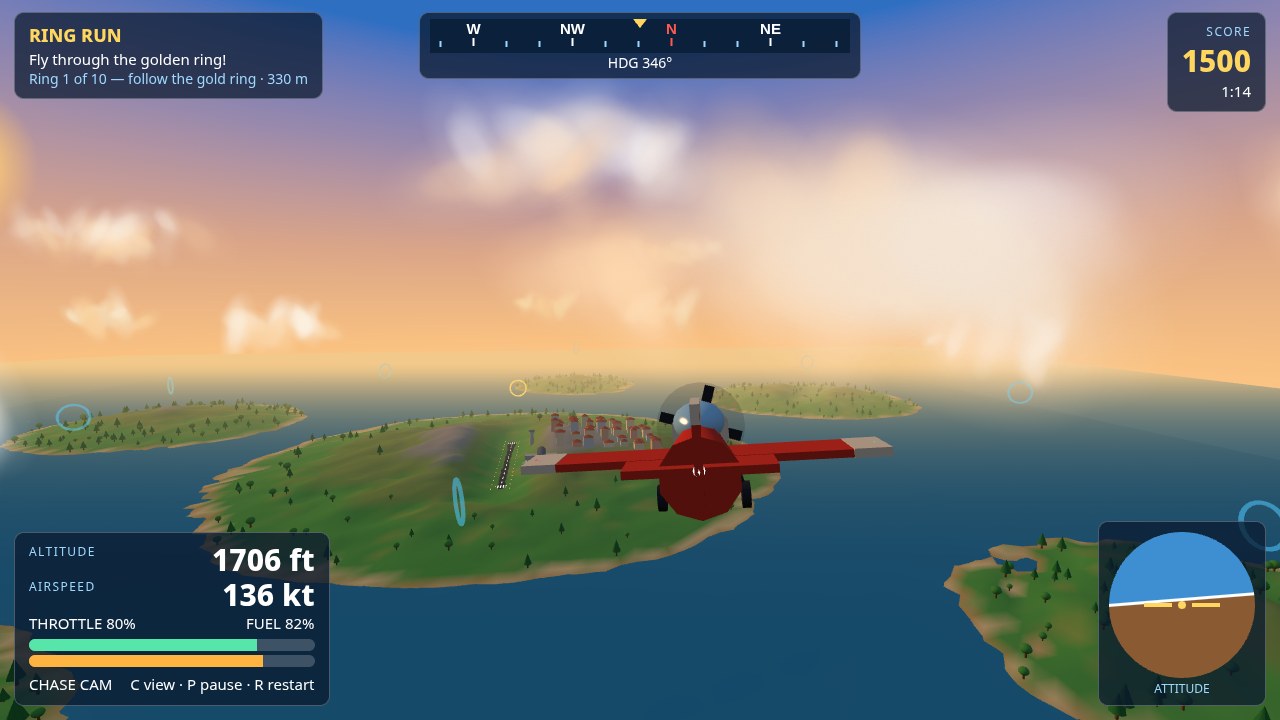 RING RUN
Fly through the golden ring!
Ring 1 of 10 — follow the gold ring · 330 m
W NW N NE
HDG 346°
SCORE
1500
1:14
ALTITUDE 1706 ft
AIRSPEED 136 kt
THROTTLE 80% FUEL 82%
CHASE CAM C view · P pause · R restart
ATTITUDE